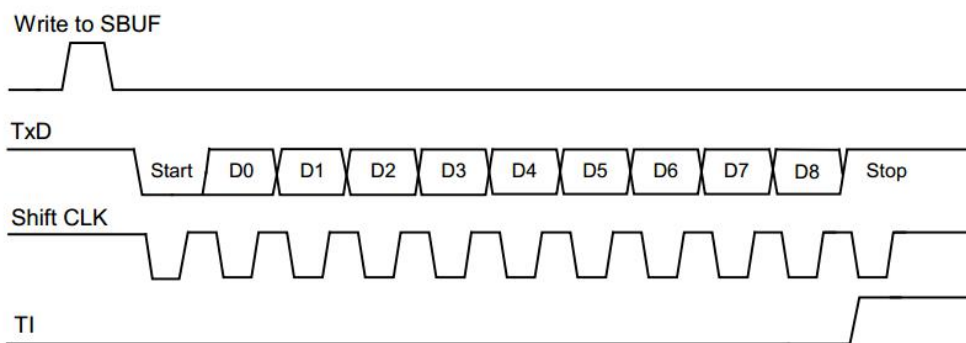 Write to SBUF
TxD
Start D0 D1 D2 D3 D4 D5 D6 D7 D8 Stop
Shift CLK
TI